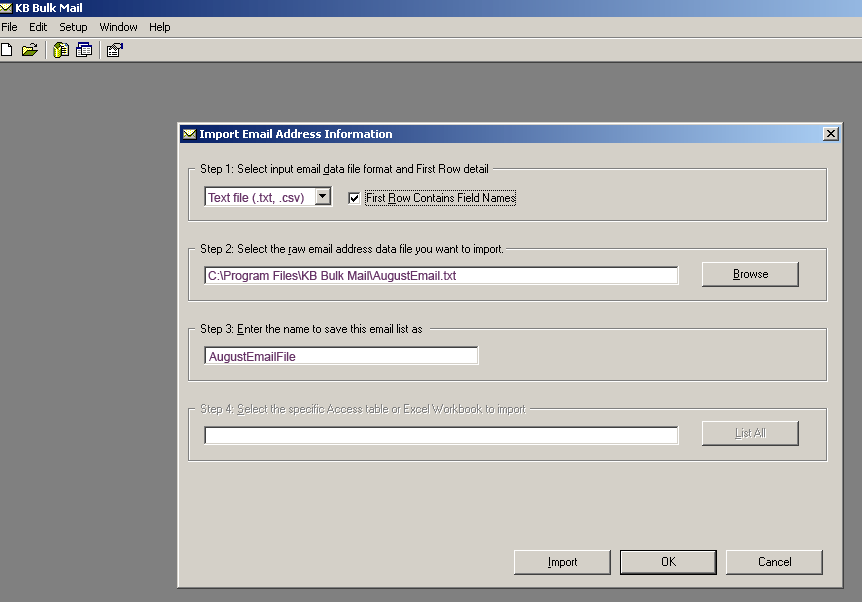 KB Bulk Mail
File Edit Setup Window Help
Import Email Address Information
Step 1: Select input email data file format and First Row detail
Text file (.txt, .csv) First Row Contains Field Names
Step 2: Select the raw email address data file you want to import.
C:\Program Files\KB Bulk Mail\AugustEmail.txt Browse
Step 3: Enter the name to save this email list as
AugustEmailFile
Step 4: Select the specific Access table or Excel Workbook to import
List All
Import OK Cancel